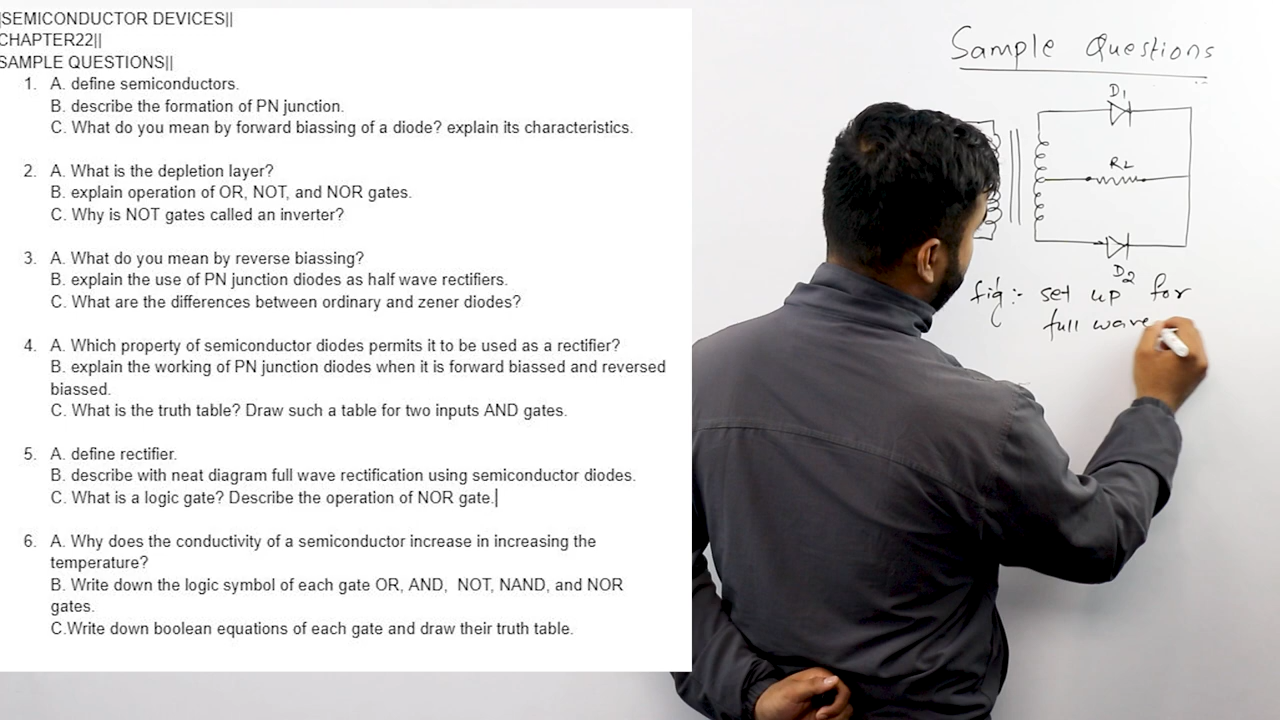 |SEMICONDUCTOR DEVICES||
CHAPTER22||
SAMPLE QUESTIONS||
1. A. define semiconductors.
B. describe the formation of PN junction.
C. What do you mean by forward biassing of a diode? explain its characteristics.
2. A. What is the depletion layer?
B. explain operation of OR, NOT, and NOR gates.
C. Why is NOT gates called an inverter?
3. A. What do you mean by reverse biassing?
B. explain the use of PN junction diodes as half wave rectifiers.
C. What are the differences between ordinary and zener diodes?
4. A. Which property of semiconductor diodes permits it to be used as a rectifier?
B. explain the working of PN junction diodes when it is forward biassed and reversed
biassed.
C. What is the truth table? Draw such a table for two inputs AND gates.
5. A. define rectifier.
B. describe with neat diagram full wave rectification using semiconductor diodes.
C. What is a logic gate? Describe the operation of NOR gate.
6. A. Why does the conductivity of a semiconductor increase in increasing the
temperature?
B. Write down the logic symbol of each gate OR, AND,  NOT, NAND, and NOR
gates.
C.Write down boolean equations of each gate and draw their truth table.
Sample Questions
D1
RL
D2
fig:- set up for
full wave